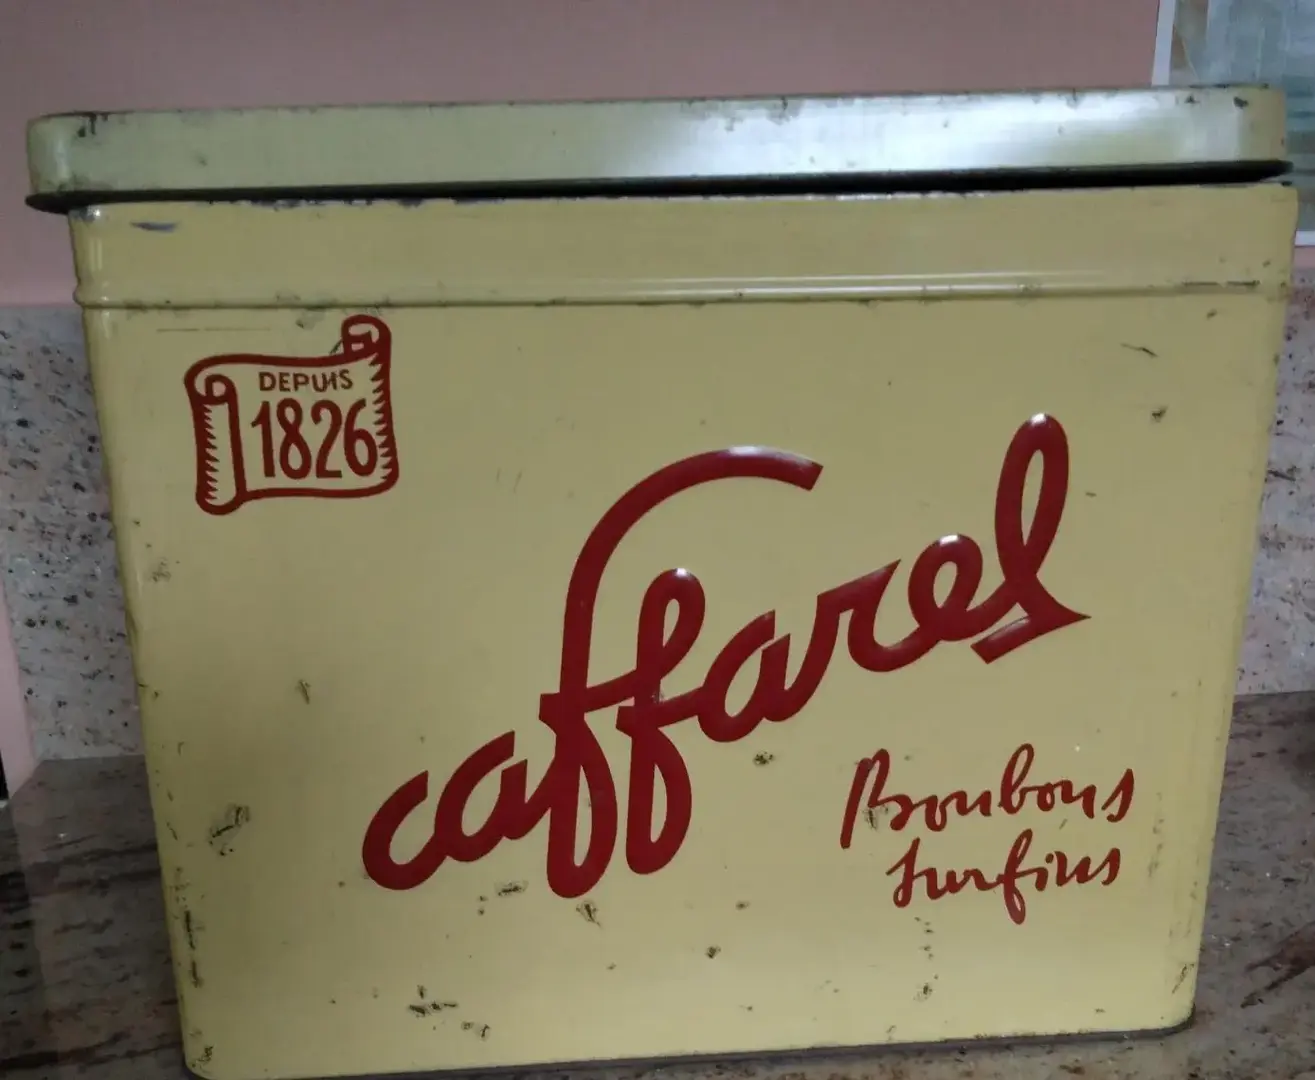 DEPUIS
1826
caffarel
Bonbons
surfins